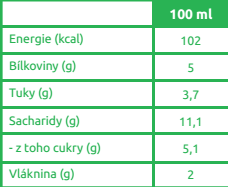 100 ml
Energie (kcal) 102
Bílkoviny (g) 5
Tuky (g) 3,7
Sacharidy (g) 11,1
- z toho cukry (g) 5,1
Vláknina (g) 2